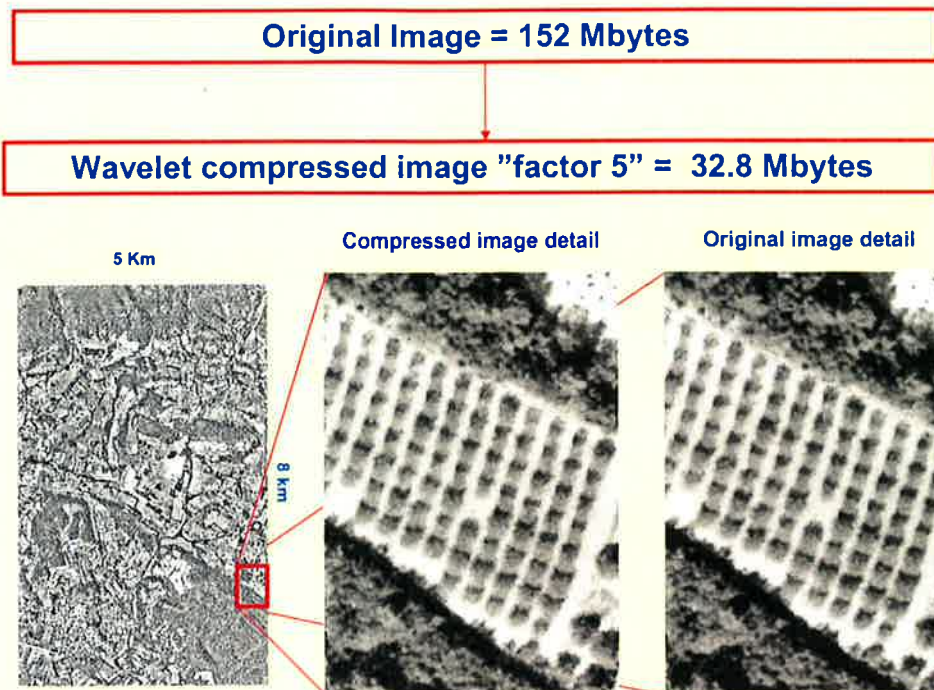 Original Image = 152 Mbytes
Wavelet compressed image ”factor 5” = 32.8 Mbytes
Compressed image detail
Original image detail
5 Km
8 km